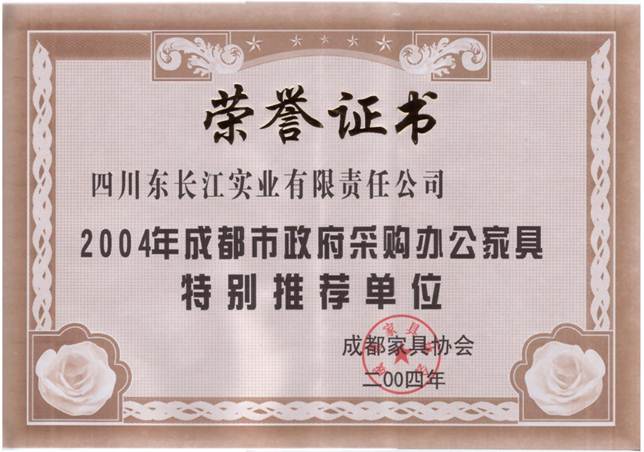 荣誉证书
四川东长江实业有限责任公司
2004年成都市政府采购办公家具
特别推荐单位
成都家具协会
二00四年